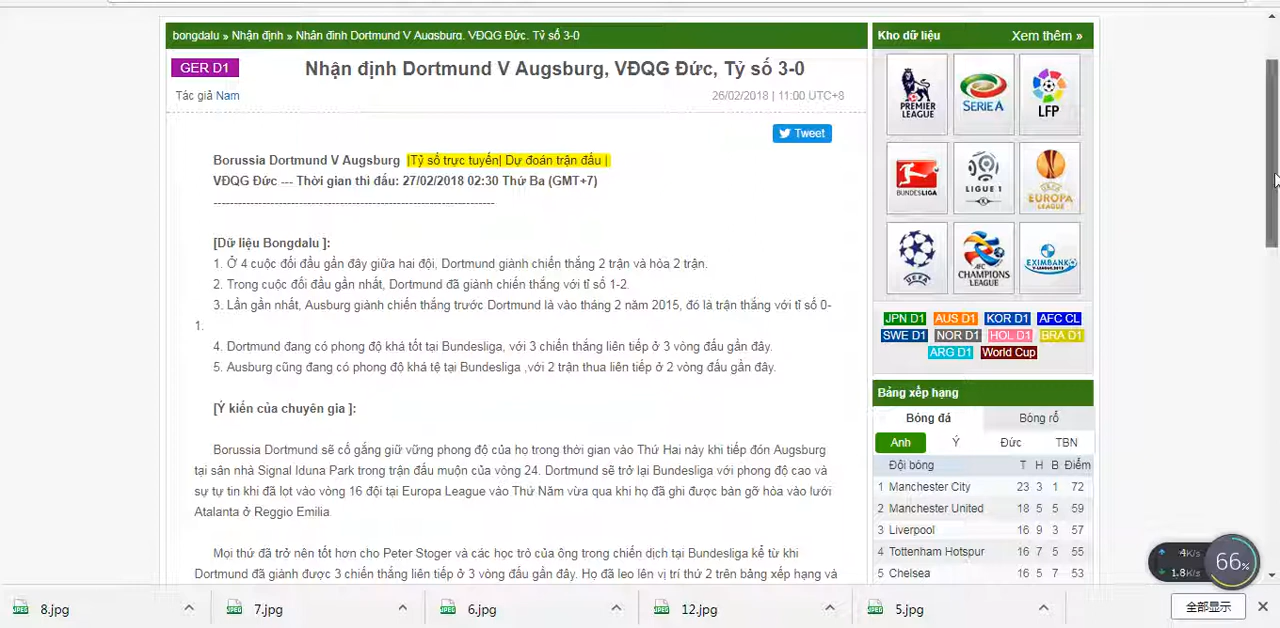 bongdalu » Nhận định » Nhận định Dortmund V Augsburg, VĐQG Đức, Tỷ số 3-0
GER D1
Nhận định Dortmund V Augsburg, VĐQG Đức, Tỷ số 3-0
Tác giả Nam
26/02/2018 | 11:00 UTC+8
Tweet
Borussia Dortmund V Augsburg |Tỷ số trực tuyến| Dự đoán trận đấu |
VĐQG Đức --- Thời gian thi đấu: 27/02/2018 02:30 Thứ Ba (GMT+7)
[Dữ liệu Bongdalu ]:
1. Ở 4 cuộc đối đầu gần đây giữa hai đội, Dortmund giành chiến thắng 2 trận và hòa 2 trận.
2. Trong cuộc đối đầu gần nhất, Dortmund đã giành chiến thắng với tỉ số 1-2.
3. Lần gần nhất, Ausburg giành chiến thắng trước Dortmund là vào tháng 2 năm 2015, đó là trận thắng với tỉ số 0-
1.
4. Dortmund đang có phong độ khá tốt tại Bundesliga, với 3 chiến thắng liên tiếp ở 3 vòng đấu gần đây.
5. Ausburg cũng đang có phong độ khá tệ tại Bundesliga ,với 2 trận thua liên tiếp ở 2 vòng đấu gần đây.
[Ý kiến của chuyên gia ]:
Borussia Dortmund sẽ cố gắng giữ vững phong độ của họ trong thời gian vào Thứ Hai này khi tiếp đón Augsburg
tại sân nhà Signal Iduna Park trong trận đấu muộn của vòng 24. Dortmund sẽ trở lại Bundesliga với phong độ cao và
sự tự tin khi đã lọt vào vòng 16 đội tại Europa League vào Thứ Năm vừa qua khi họ đã ghi được bàn gỡ hòa vào lưới
Atalanta ở Reggio Emilia.
Mọi thứ đã trở nên tốt hơn cho Peter Stoger và các học trò của ông trong chiến dịch tại Bundesliga kể từ khi
Dortmund đã giành được 3 chiến thắng liên tiếp ở 3 vòng đấu gần đây. Họ đã leo lên vị trí thứ 2 trên bảng xếp hạng và
Kho dữ liệu
Xem thêm »
PREMIER LEAGUE
SERIE A
LFP
BUNDESLIGA
LIGUE 1
UEFA EUROPA LEAGUE
UEFA
AFC CHAMPIONS LEAGUE
EXIMBANK V-LEAGUE 2013
JPN D1 AUS D1 KOR D1 AFC CL
SWE D1 NOR D1 HOL D1 BRA D1
ARG D1 World Cup
Bảng xếp hạng
Bóng đá Bóng rổ
Anh Ý Đức TBN
Đội bóng T H B Điểm
1 Manchester City 23 3 1 72
2 Manchester United 18 5 5 59
3 Liverpool 16 9 3 57
4 Tottenham Hotspur 16 7 5 55
5 Chelsea 16 5 7 53
4K/s
1.8K/s
66%
8.jpg
7.jpg
6.jpg
12.jpg
5.jpg
全部显示